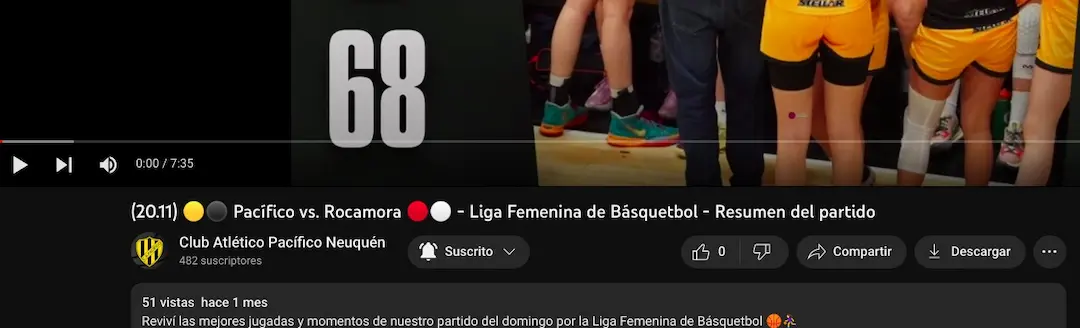 STELLAR
68
0:00 / 7:35
(20.11) 🟡⚫ Pacífico vs. Rocamora 🔴⚪ - Liga Femenina de Básquetbol - Resumen del partido
Club Atlético Pacífico Neuquén
482 suscriptores
Suscrito
0
Compartir
Descargar
51 vistas hace 1 mes
Reviví las mejores jugadas y momentos de nuestro partido del domingo por la Liga Femenina de Básquetbol 🏀⛹🏻‍♀️